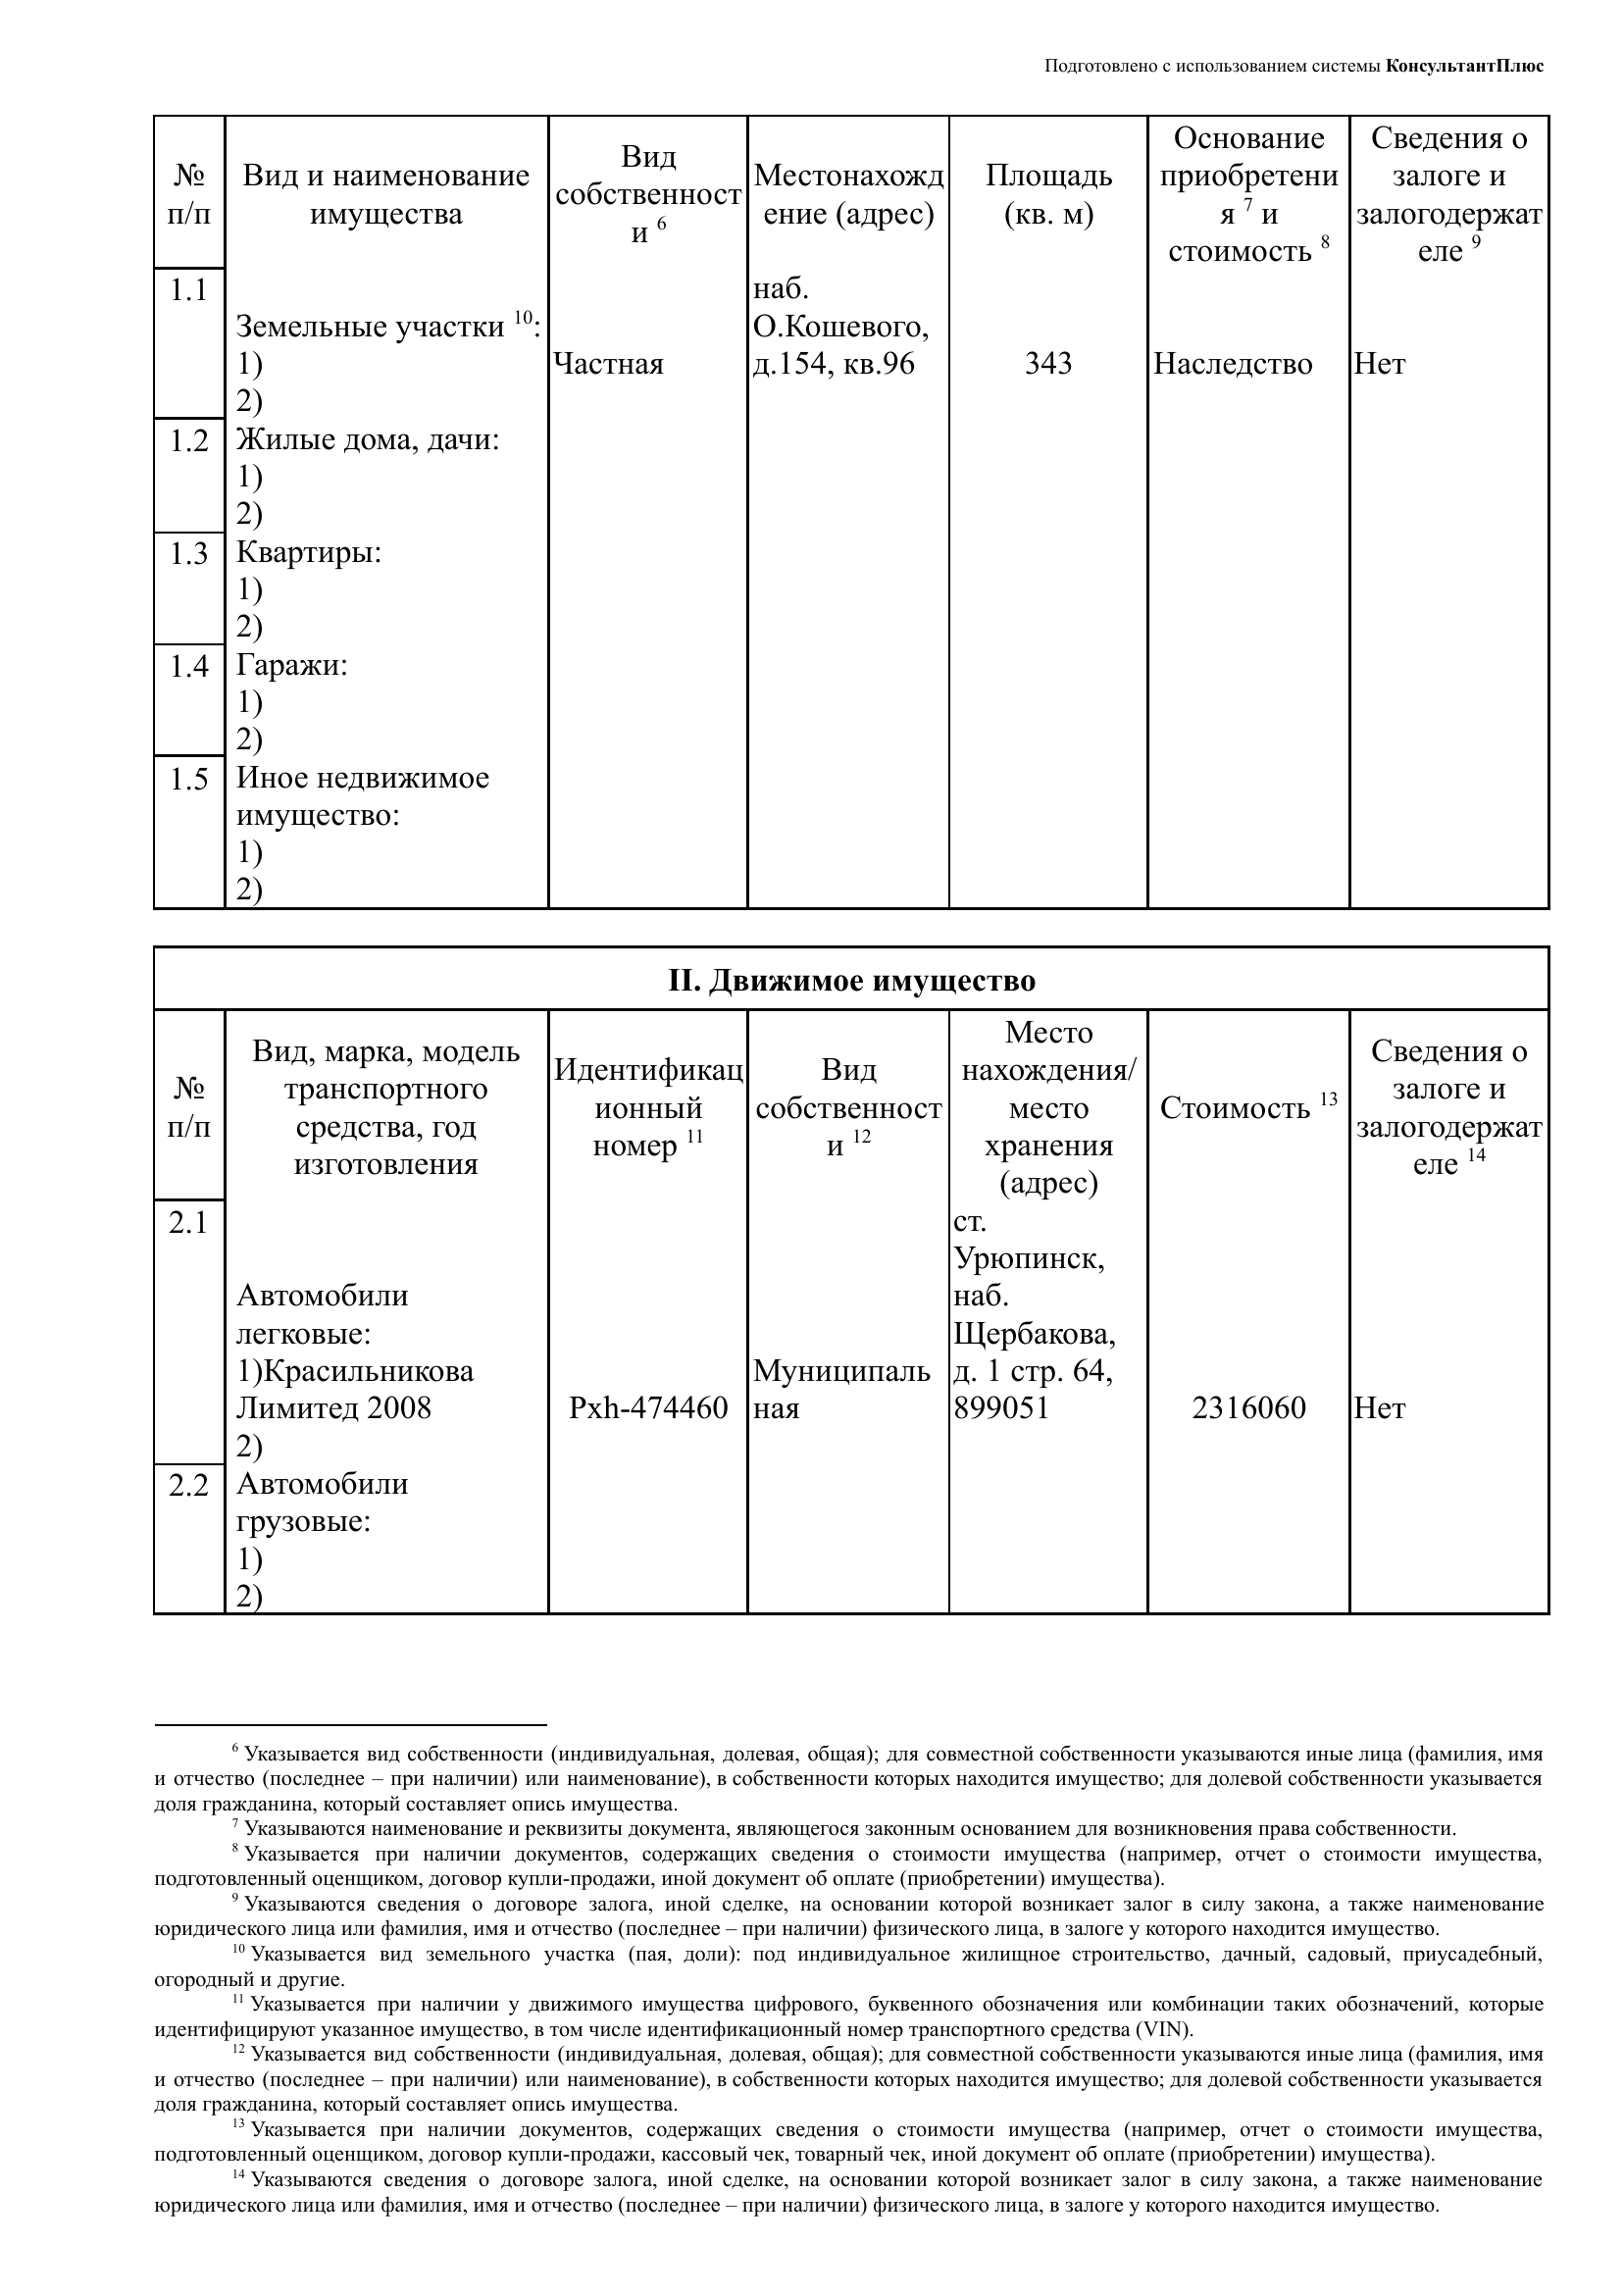 Подготовлено с использованием системы КонсультантПлюс
№
п/п
Вид и наименование
имущества
Вид
собственност
и 6
Местонахожд
ение (адрес)
Площадь
(кв. м)
Основание
приобретени
я 7 и
стоимость 8
Сведения о
залоге и
залогодержат
еле 9
1.1
Земельные участки 10:
1)
2)
Частная
наб.
О.Кошевого,
д.154, кв.96
343
Наследство
Нет
1.2
Жилые дома, дачи:
1)
2)
1.3
Квартиры:
1)
2)
1.4
Гаражи:
1)
2)
1.5
Иное недвижимое
имущество:
1)
2)
II. Движимое имущество
№
п/п
Вид, марка, модель
транспортного
средства, год
изготовления
Идентификац
ионный
номер 11
Вид
собственност
и 12
Место
нахождения/
место
хранения
(адрес)
Стоимость 13
Сведения о
залоге и
залогодержат
еле 14
2.1
Автомобили
легковые:
1)Красильникова
Лимитед 2008
2)
Pxh-474460
Муниципаль
ная
ст.
Урюпинск,
наб.
Щербакова,
д. 1 стр. 64,
899051
2316060
Нет
2.2
Автомобили
грузовые:
1)
2)
6 Указывается вид собственности (индивидуальная, долевая, общая); для совместной собственности указываются иные лица (фамилия, имя
и отчество (последнее – при наличии) или наименование), в собственности которых находится имущество; для долевой собственности указывается
доля гражданина, который составляет опись имущества.
7 Указываются наименование и реквизиты документа, являющегося законным основанием для возникновения права собственности.
8 Указывается при наличии документов, содержащих сведения о стоимости имущества (например, отчет о стоимости имущества,
подготовленный оценщиком, договор купли-продажи, иной документ об оплате (приобретении) имущества).
9 Указываются сведения о договоре залога, иной сделке, на основании которой возникает залог в силу закона, а также наименование
юридического лица или фамилия, имя и отчество (последнее – при наличии) физического лица, в залоге у которого находится имущество.
10 Указывается вид земельного участка (пая, доли): под индивидуальное жилищное строительство, дачный, садовый, приусадебный,
огородный и другие.
11 Указывается при наличии у движимого имущества цифрового, буквенного обозначения или комбинации таких обозначений, которые
идентифицируют указанное имущество, в том числе идентификационный номер транспортного средства (VIN).
12 Указывается вид собственности (индивидуальная, долевая, общая); для совместной собственности указываются иные лица (фамилия, имя
и отчество (последнее – при наличии) или наименование), в собственности которых находится имущество; для долевой собственности указывается
доля гражданина, который составляет опись имущества.
13 Указывается при наличии документов, содержащих сведения о стоимости имущества (например, отчет о стоимости имущества,
подготовленный оценщиком, договор купли-продажи, кассовый чек, товарный чек, иной документ об оплате (приобретении) имущества).
14 Указываются сведения о договоре залога, иной сделке, на основании которой возникает залог в силу закона, а также наименование
юридического лица или фамилия, имя и отчество (последнее – при наличии) физического лица, в залоге у которого находится имущество.